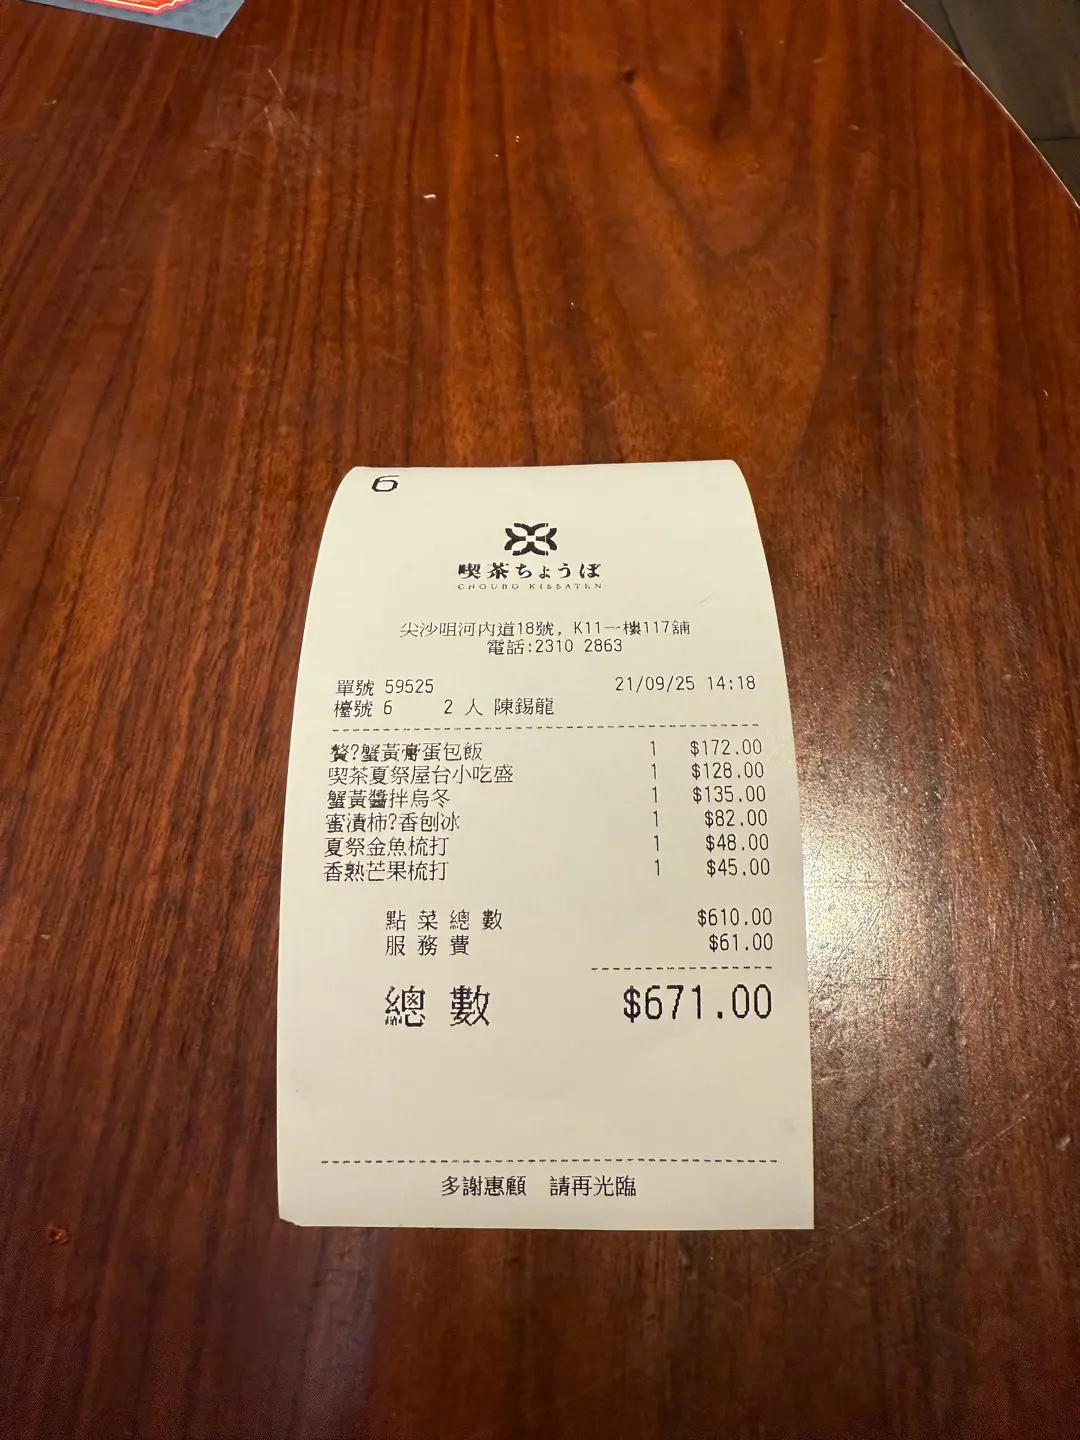 6
喫茶ちょうぼ
CHOUBO KISSATEN
尖沙咀河內道18號, K11一樓117舖
電話:2310 2863
單號 59525 21/09/25 14:18
檯號 6 2 人 陳錫龍
贅?蟹黃膏蛋包飯 1 $172.00
喫茶夏祭屋台小吃盛 1 $128.00
蟹黃醬拌烏冬 1 $135.00
蜜漬柿?香刨冰 1 $82.00
夏祭金魚梳打 1 $48.00
香熟芒果梳打 1 $45.00
點菜總數 $610.00
服務費 $61.00
總數 $671.00
多謝惠顧 請再光臨